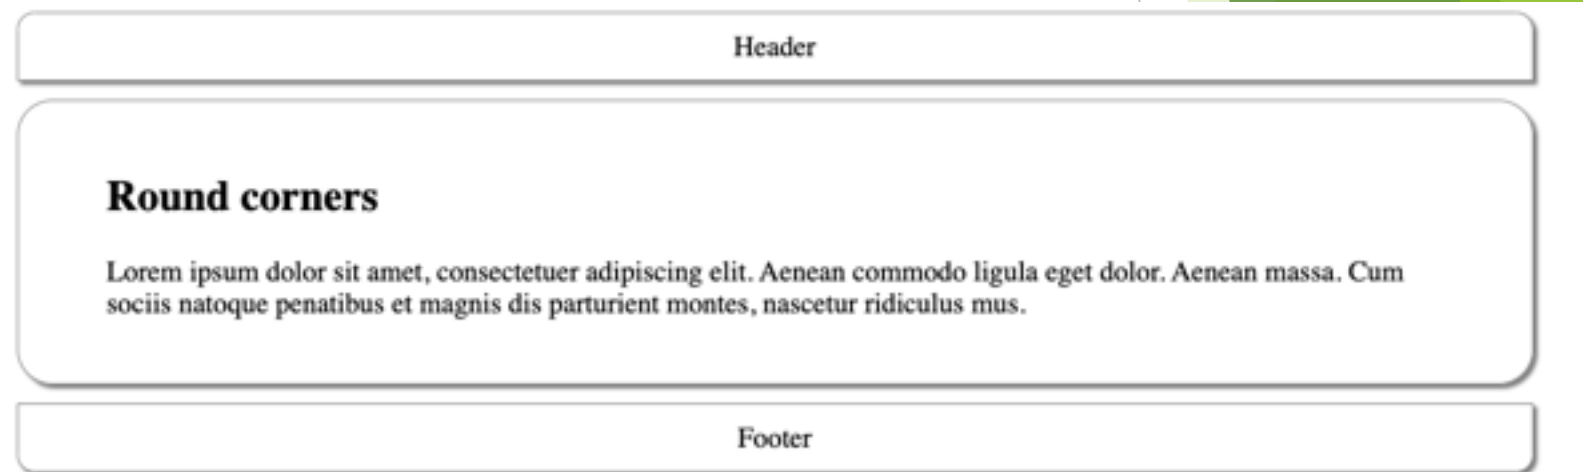 Header
Round corners
Lorem ipsum dolor sit amet, consectetuer adipiscing elit. Aenean commodo ligula eget dolor. Aenean massa. Cum
sociis natoque penatibus et magnis dis parturient montes, nascetur ridiculus mus.
Footer